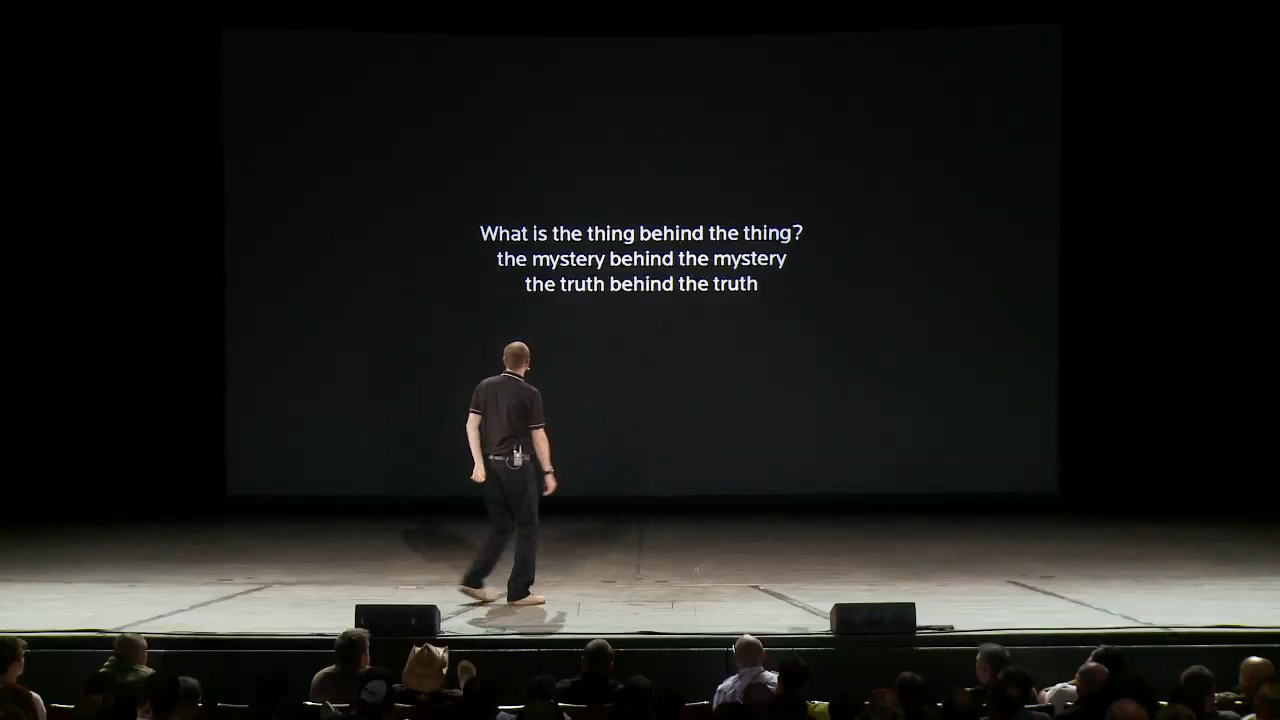 What is the thing behind the thing?
the mystery behind the mystery
the truth behind the truth